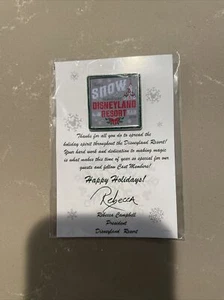 SNOW
DISNEYLAND
RESORT
Thanks for all you do to spread the
holiday spirit throughout the Disneyland Resort!
Your hard work and dedication to making magic
is what makes this time of year so special for our
guests and fellow Cast Members!
Happy Holidays!
Rebecca
Rebecca Campbell
President
Disneyland Resort